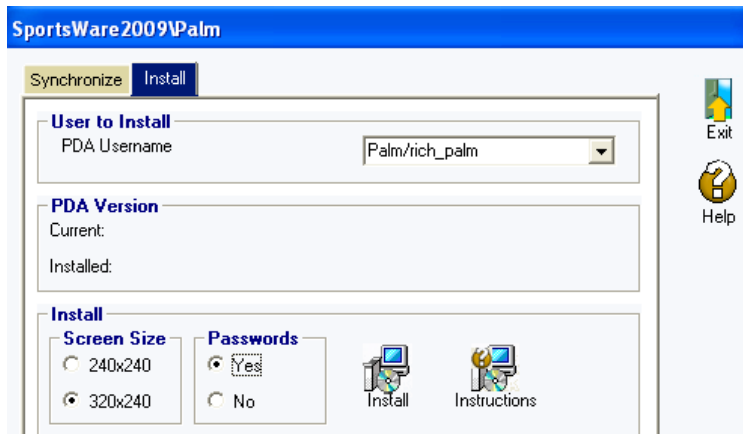 SportsWare2009\Palm
Synchronize Install
User to Install
PDA Username Palm/rich_palm
Exit
PDA Version
Current:
Help
Installed:
Install
Screen Size Passwords
240x240 Yes
320x240 No
Install Instructions